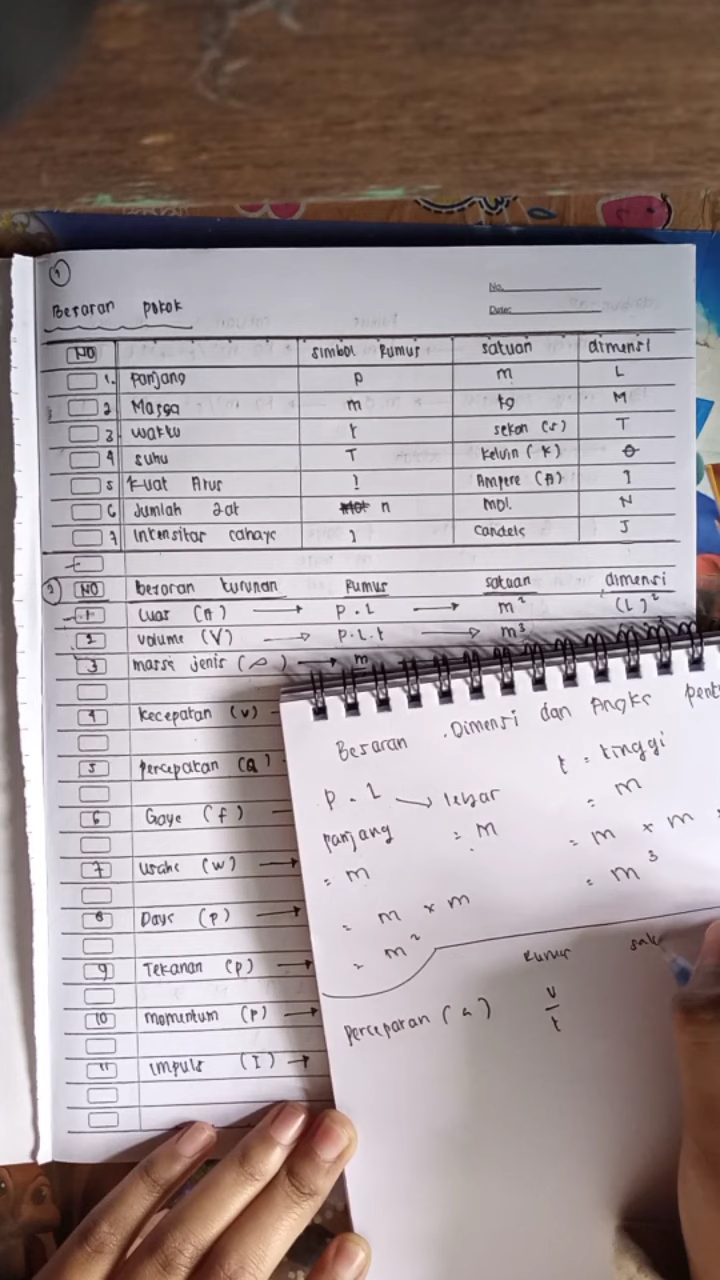 1
No.
Date:
Besaran Pokok
NO simbol Rumus satuan dimensi
1. Panjang P m L
2 Massa m kg M
3 waktu t sekon (s) T
4 suhu T Kelvin (K) θ
5 Kuat Arus I Ampere (A) I
6 Jumlah zat n mol. N
7 Intensitas cahaya J Candela J
2 NO besaran turunan Rumus satuan dimensi
1 Luas (A) → P.L → m² (L)²
2 Volume (V) → P.L.t → m³
3 massa jenis (ρ) → m
4 Kecepatan (v)
5 percepatan (a)
6 Gaya (f)
7 Usaha (w) →
8 Daya (p) →
9 Tekanan (p) →
10 momentum (p) →
11 impuls (I) →
Besaran Dimensi dan Angka
P . L → lebar t = tinggi
panjang = m = m
= m = m × m
= m × m = m³
= m²
Rumus
percepatan (a) v
t